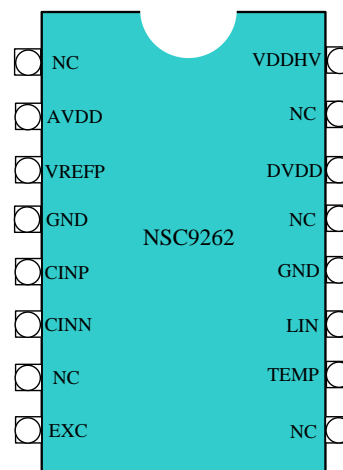 NC VDDHV
AVDD NC
VREFP DVDD
GND NC
NSC9262
CINP GND
CINN LIN
NC TEMP
EXC NC